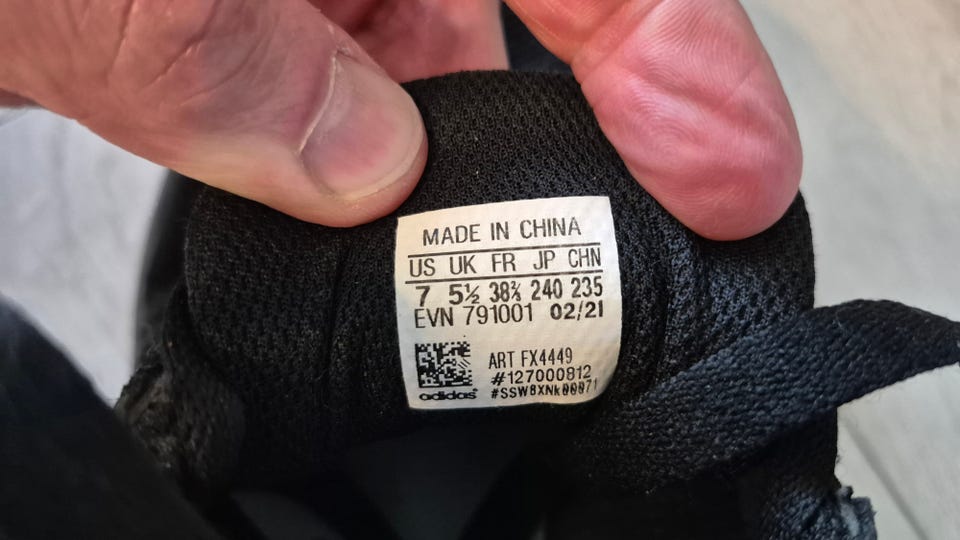 MADE IN CHINA
US UK FR JP CHN
7 5½ 38⅔ 240 235
EVN 791001 02/21
ART FX4449
#127000812
adidas